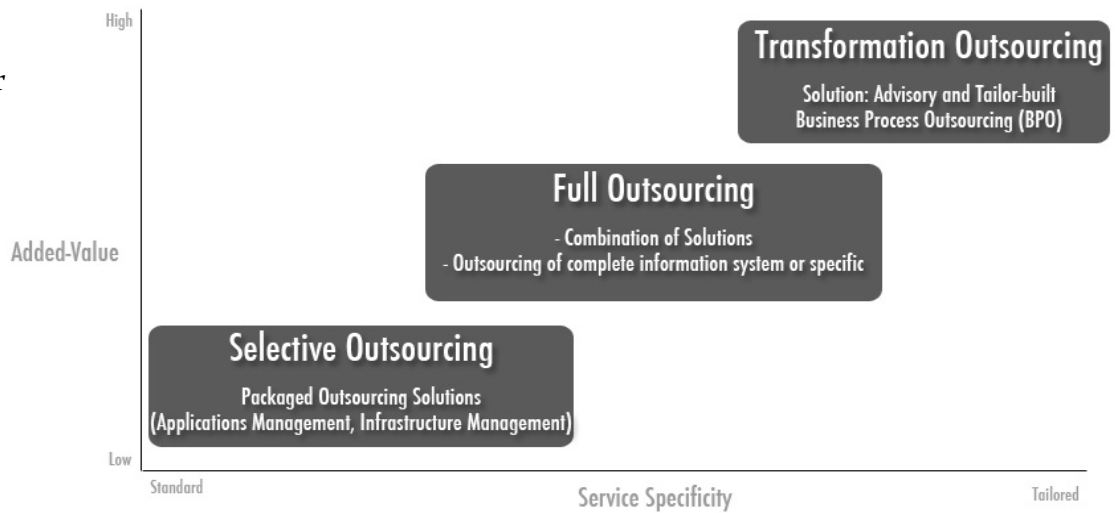 High
Transformation Outsourcing
Solution: Advisory and Tailor-built
Business Process Outsourcing (BPO)
r
Full Outsourcing
- Combination of Solutions
- Outsourcing of complete information system or specific
Added-Value
Selective Outsourcing
Packaged Outsourcing Solutions
(Applications Management, Infrastructure Management)
Low
Standard
Service Specificity
Tailored